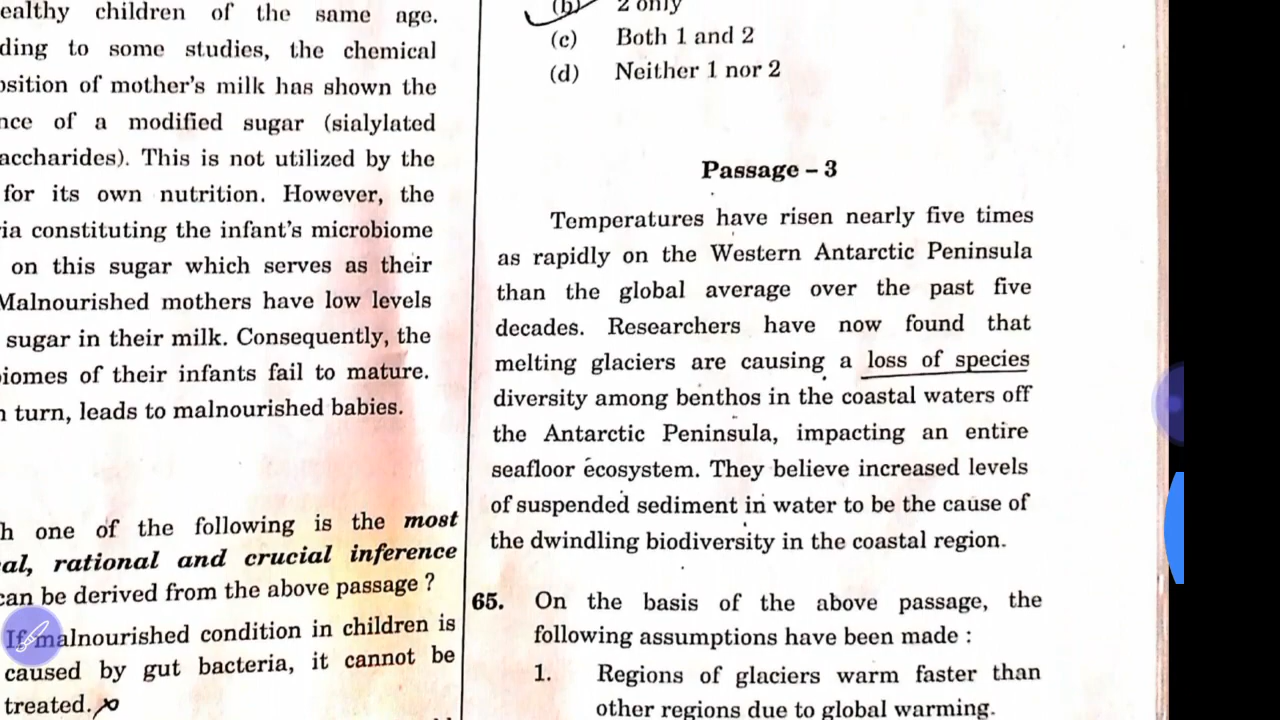 ealthy children of the same age.
ding to some studies, the chemical
osition of mother's milk has shown the
nce of a modified sugar (sialylated
accharides). This is not utilized by the
for its own nutrition. However, the
ria constituting the infant's microbiome
on this sugar which serves as their
Malnourished mothers have low levels
sugar in their milk. Consequently, the
biomes of their infants fail to mature.
n turn, leads to malnourished babies.
h one of the following is the most
al, rational and crucial inference
can be derived from the above passage ?
If malnourished condition in children is
caused by gut bacteria, it cannot be
treated.
(b) 2 only
(c) Both 1 and 2
(d) Neither 1 nor 2
Passage – 3
Temperatures have risen nearly five times
as rapidly on the Western Antarctic Peninsula
than the global average over the past five
decades. Researchers have now found that
melting glaciers are causing a loss of species
diversity among benthos in the coastal waters off
the Antarctic Peninsula, impacting an entire
seafloor ecosystem. They believe increased levels
of suspended sediment in water to be the cause of
the dwindling biodiversity in the coastal region.
65. On the basis of the above passage, the
following assumptions have been made :
1. Regions of glaciers warm faster than
other regions due to global warming.